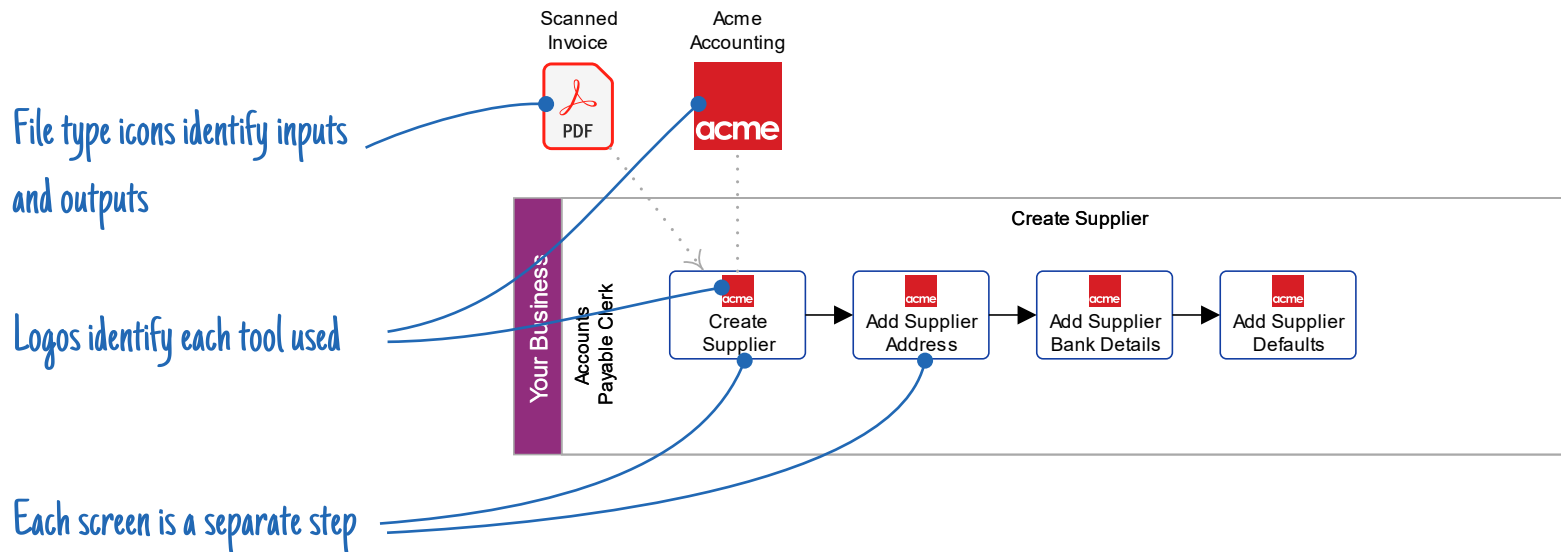 Scanned
Invoice
Acme
Accounting
PDF
acme
File type icons identify inputs
and outputs
Create Supplier
Your Business
Accounts
Payable Clerk
acme
Create
Supplier
acme
Add Supplier
Address
acme
Add Supplier
Bank Details
acme
Add Supplier
Defaults
Logos identify each tool used
Each screen is a separate step